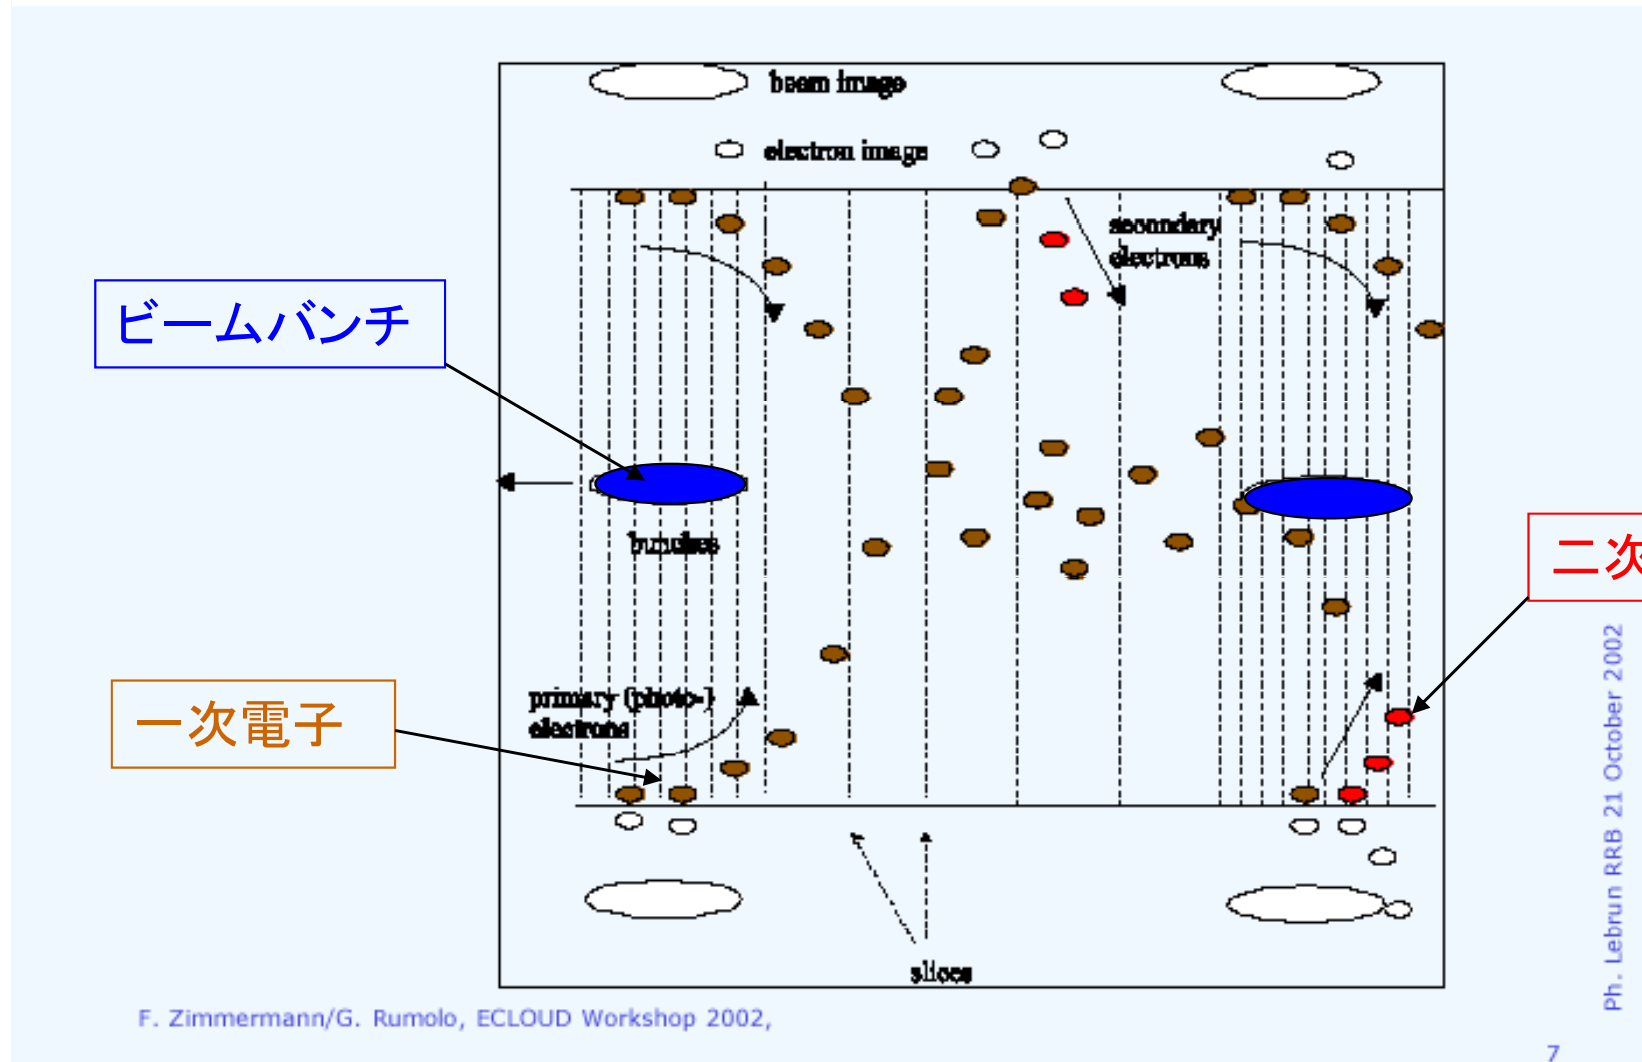 beam image
electron image
secondary
electrons
ビームバンチ
bunches
二次
primary (photo-)
electrons
一次電子
slices
F. Zimmermann/G. Rumolo, ECLOUD Workshop 2002,
Ph. Lebrun RRB 21 October 2002
7